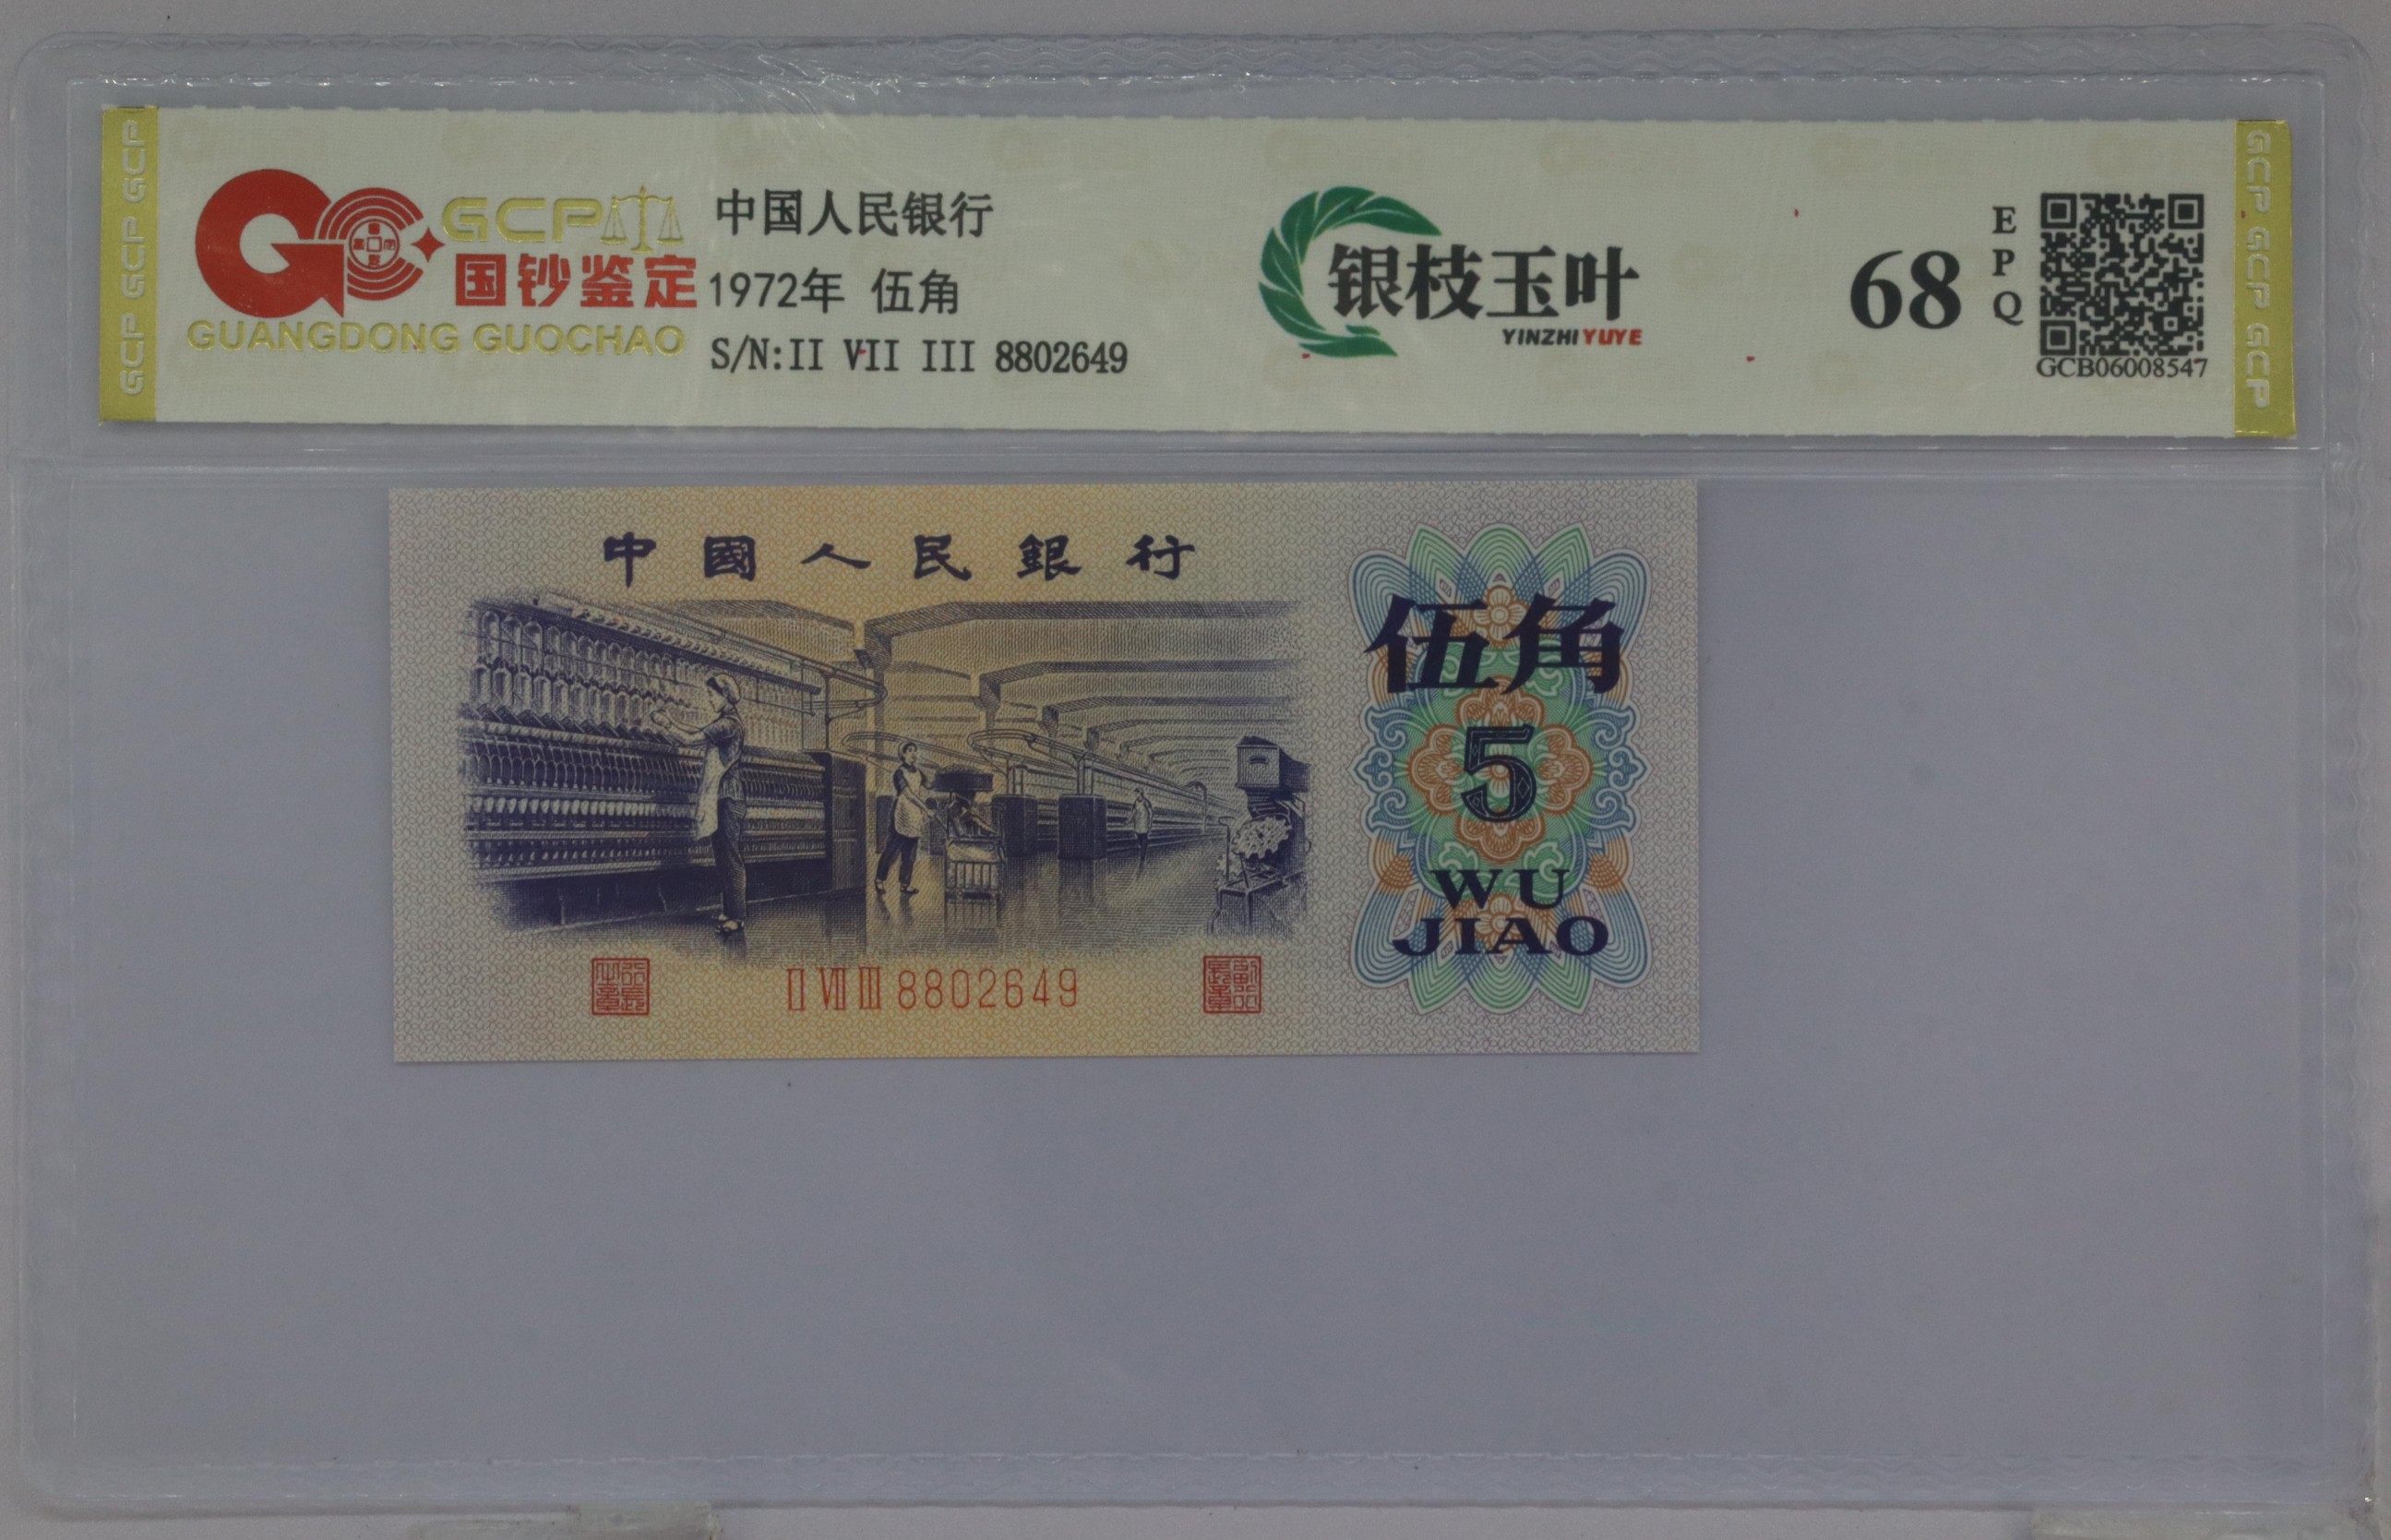 GCP GCP GCP
GCP
国钞鉴定
GUANGDONG GUOCHAO
中国人民银行
1972年 伍角
S/N:II VII III 8802649
银枝玉叶
YINZHIYUYE
68
EPQ
GCB06008547
GCP GCP GCP
中國人民銀行
伍角
5
WU
JIAO
II VII III 8802649